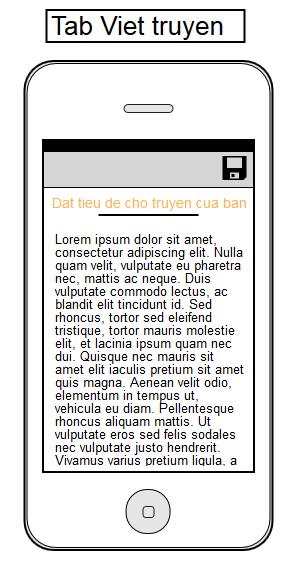 Tab Viet truyen
Dat tieu de cho truyen cua ban
Lorem ipsum dolor sit amet,
consectetur adipiscing elit. Nulla
quam velit, vulputate eu pharetra
nec, mattis ac neque. Duis
vulputate commodo lectus, ac
blandit elit tincidunt id. Sed
rhoncus, tortor sed eleifend
tristique, tortor mauris molestie
elit, et lacinia ipsum quam nec
dui. Quisque nec mauris sit
amet elit iaculis pretium sit amet
quis magna. Aenean velit odio,
elementum in tempus ut,
vehicula eu diam. Pellentesque
rhoncus aliquam mattis. Ut
vulputate eros sed felis sodales
nec vulputate justo hendrerit.
Vivamus varius pretium ligula, a